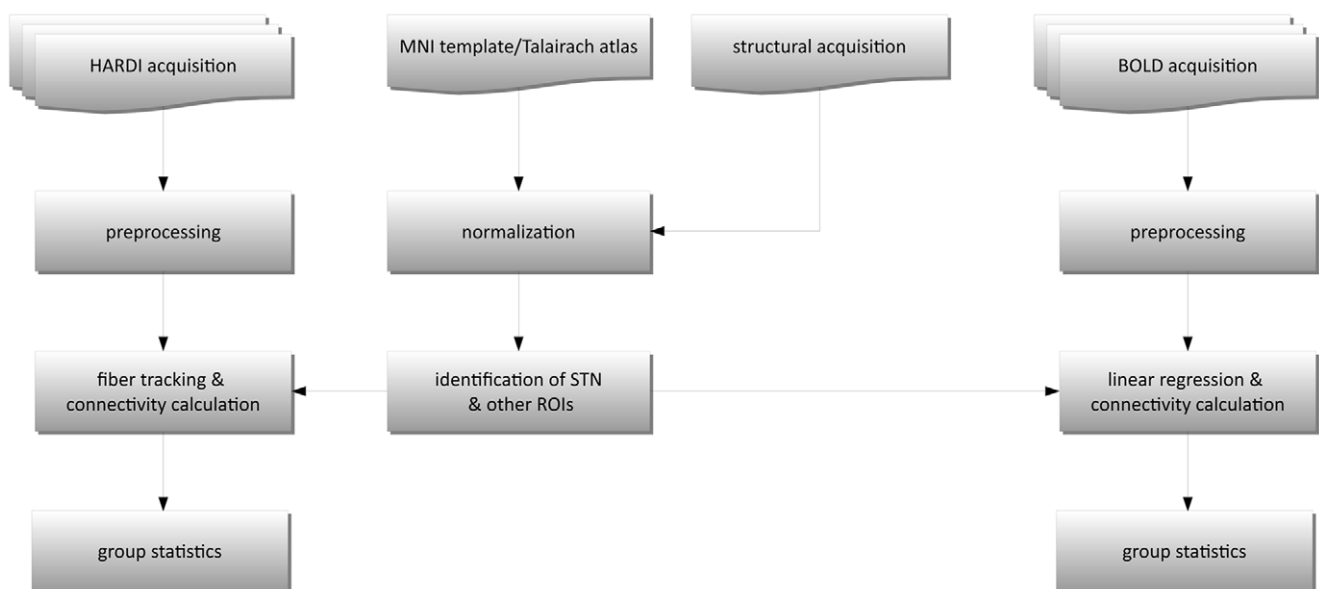 HARDI acquisition
MNI template/Talairach atlas
structural acquisition
BOLD acquisition
preprocessing
normalization
preprocessing
fiber tracking &
connectivity calculation
identification of STN
& other ROIs
linear regression &
connectivity calculation
group statistics
group statistics